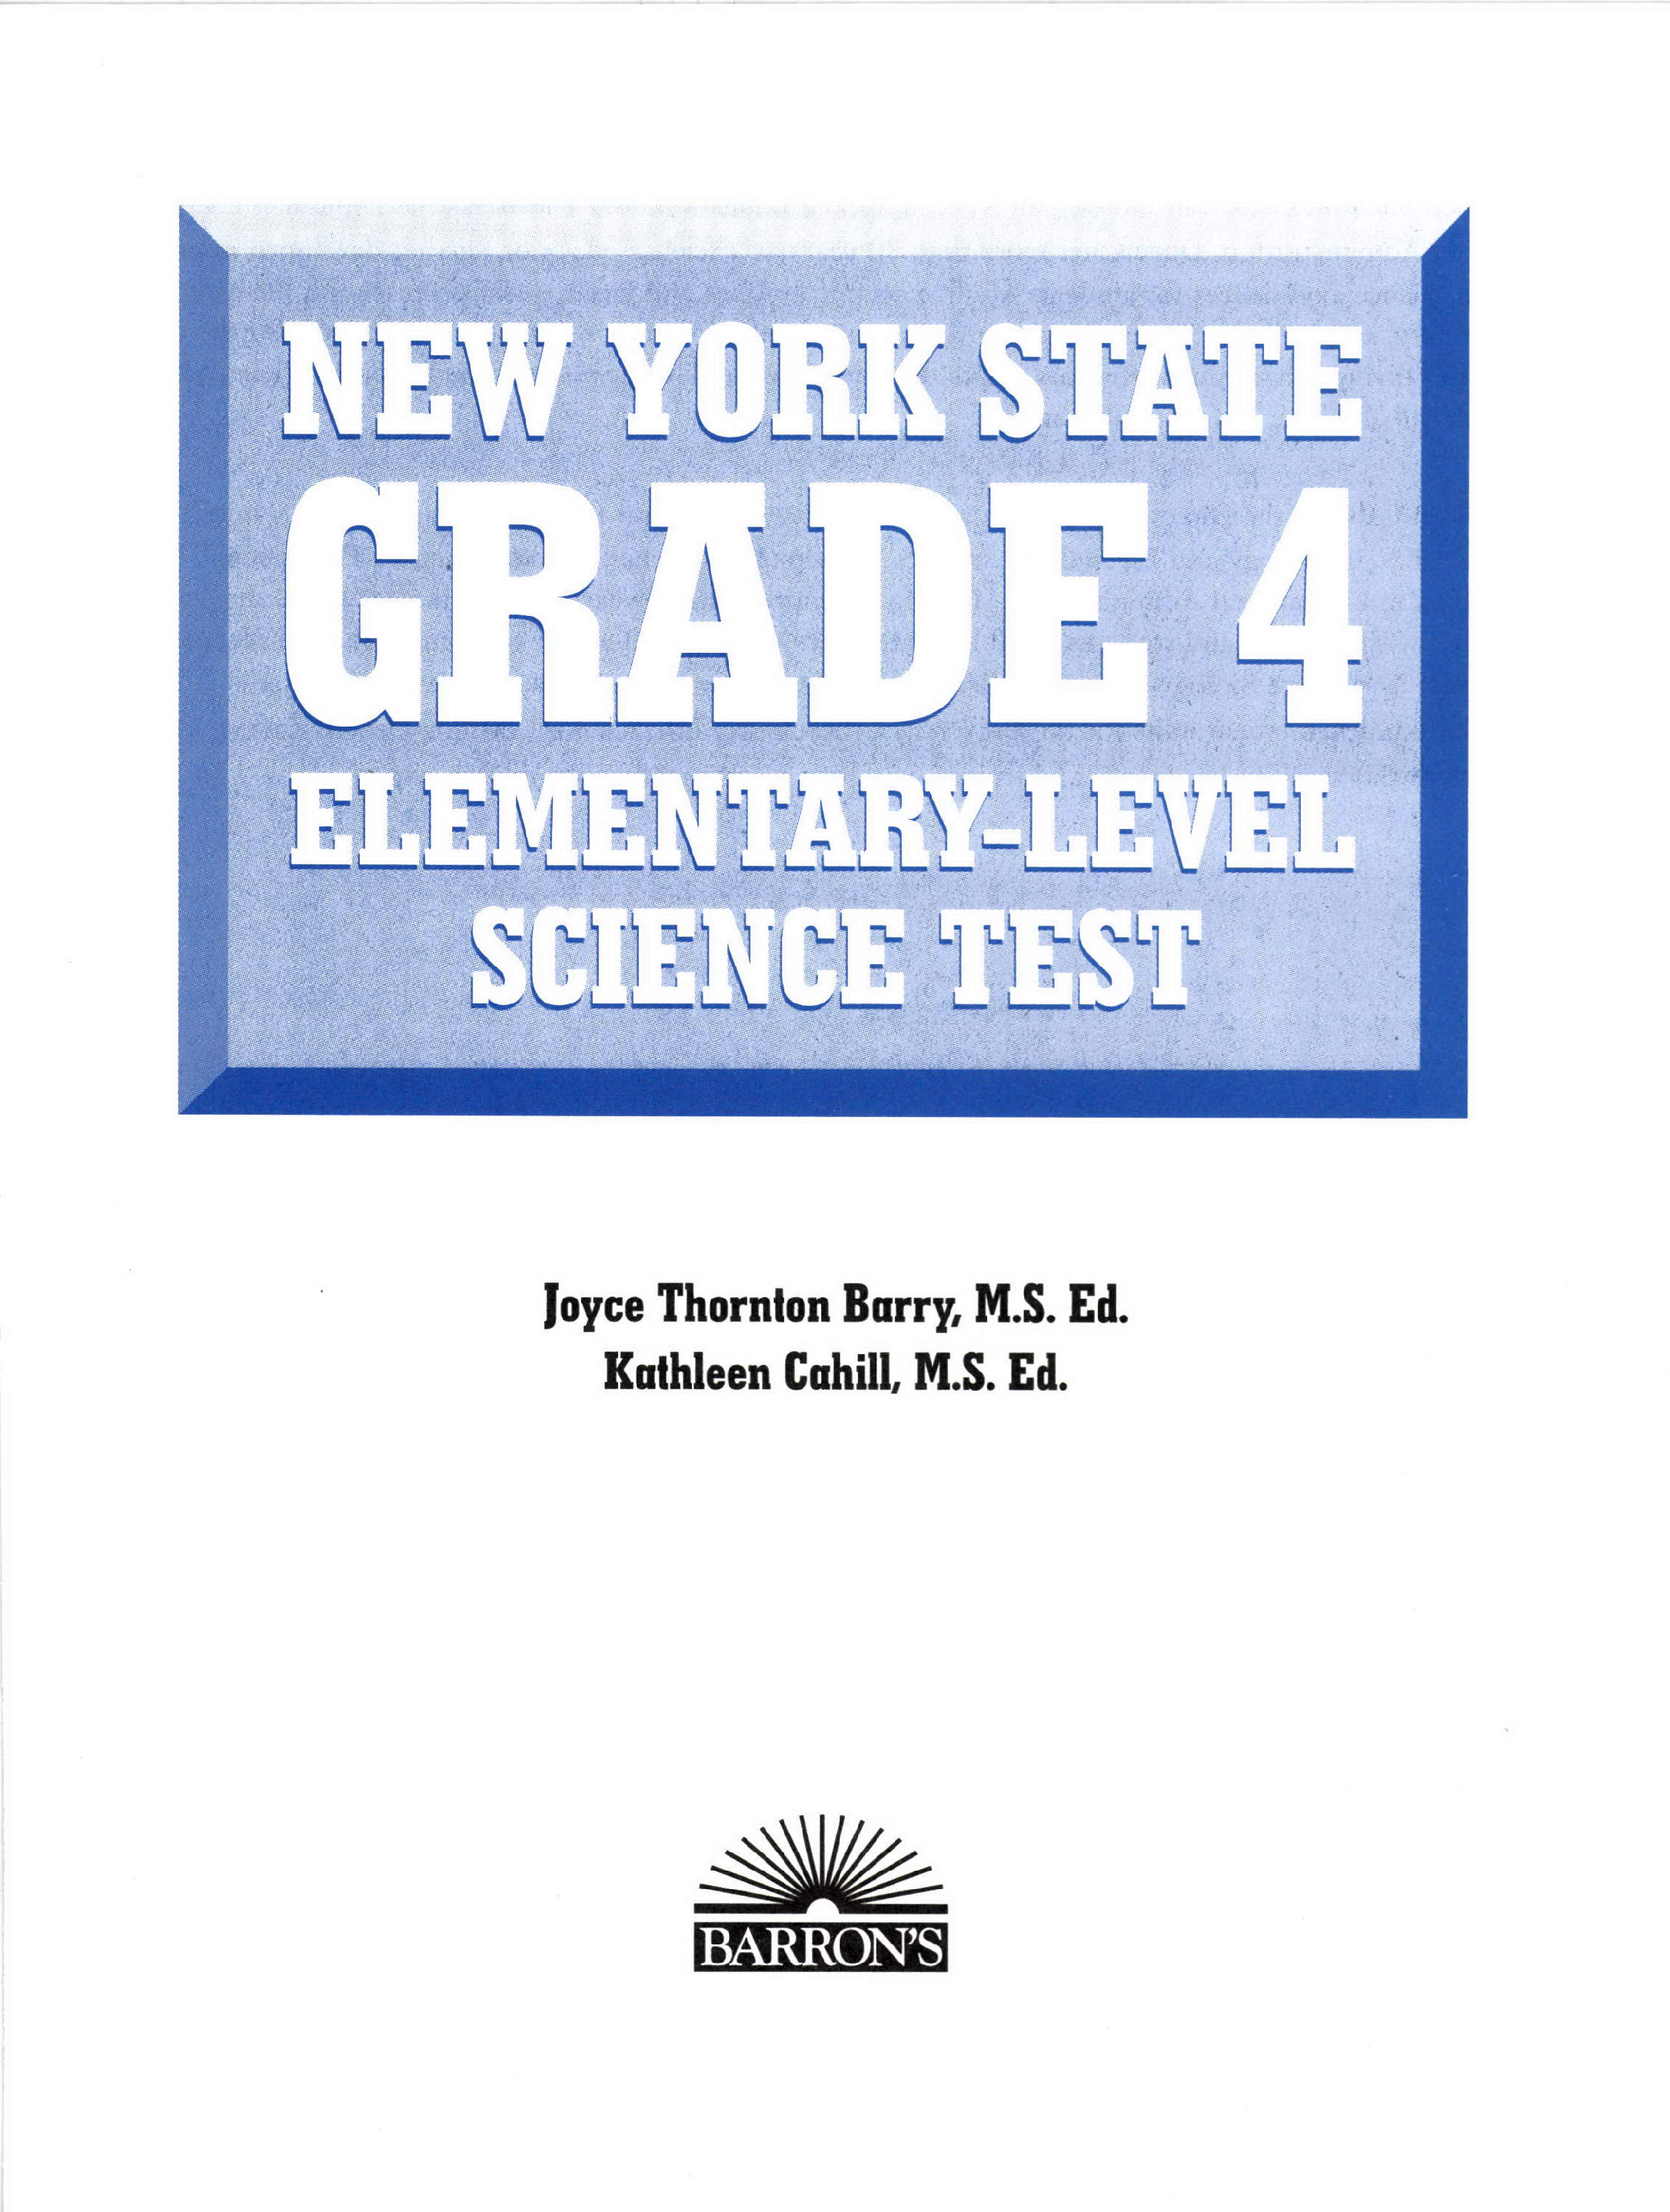 NEW YORK STATE
GRADE 4
ELEMENTARY-LEVEL
SCIENCE TEST
Joyce Thornton Barry, M.S. Ed.
Kathleen Cahill, M.S. Ed.
BARRON'S